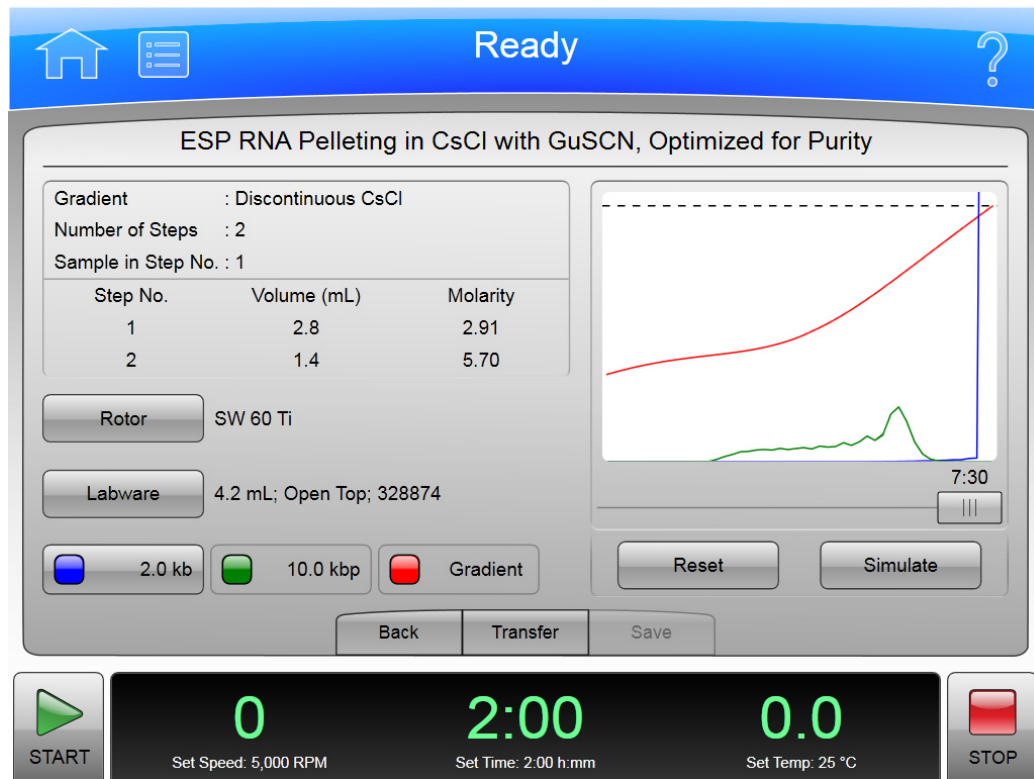 Ready
ESP RNA Pelleting in CsCl with GuSCN, Optimized for Purity
Gradient : Discontinuous CsCl
Number of Steps : 2
Sample in Step No. : 1
Step No. Volume (mL) Molarity
1 2.8 2.91
2 1.4 5.70
Rotor SW 60 Ti
Labware 4.2 mL; Open Top; 328874
2.0 kb 10.0 kbp Gradient
7:30
Reset Simulate
Back Transfer Save
START
0 2:00 0.0
Set Speed: 5,000 RPM Set Time: 2:00 h:mm Set Temp: 25 °C
STOP